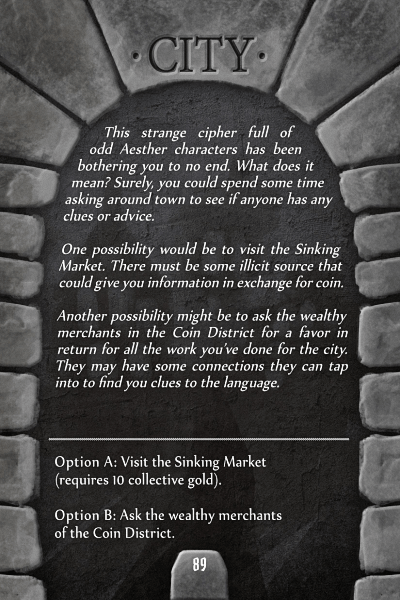 ·CITY·
This strange cipher full of
odd Aesther characters has been
bothering you to no end. What does it
mean? Surely, you could spend some time
asking around town to see if anyone has any
clues or advice.
One possibility would be to visit the Sinking
Market. There must be some illicit source that
could give you information in exchange for coin.
Another possibility might be to ask the wealthy
merchants in the Coin District for a favor in
return for all the work you've done for the city.
They may have some connections they can tap
into to find you clues to the language.
Option A: Visit the Sinking Market
(requires 10 collective gold).
Option B: Ask the wealthy merchants
of the Coin District.
89